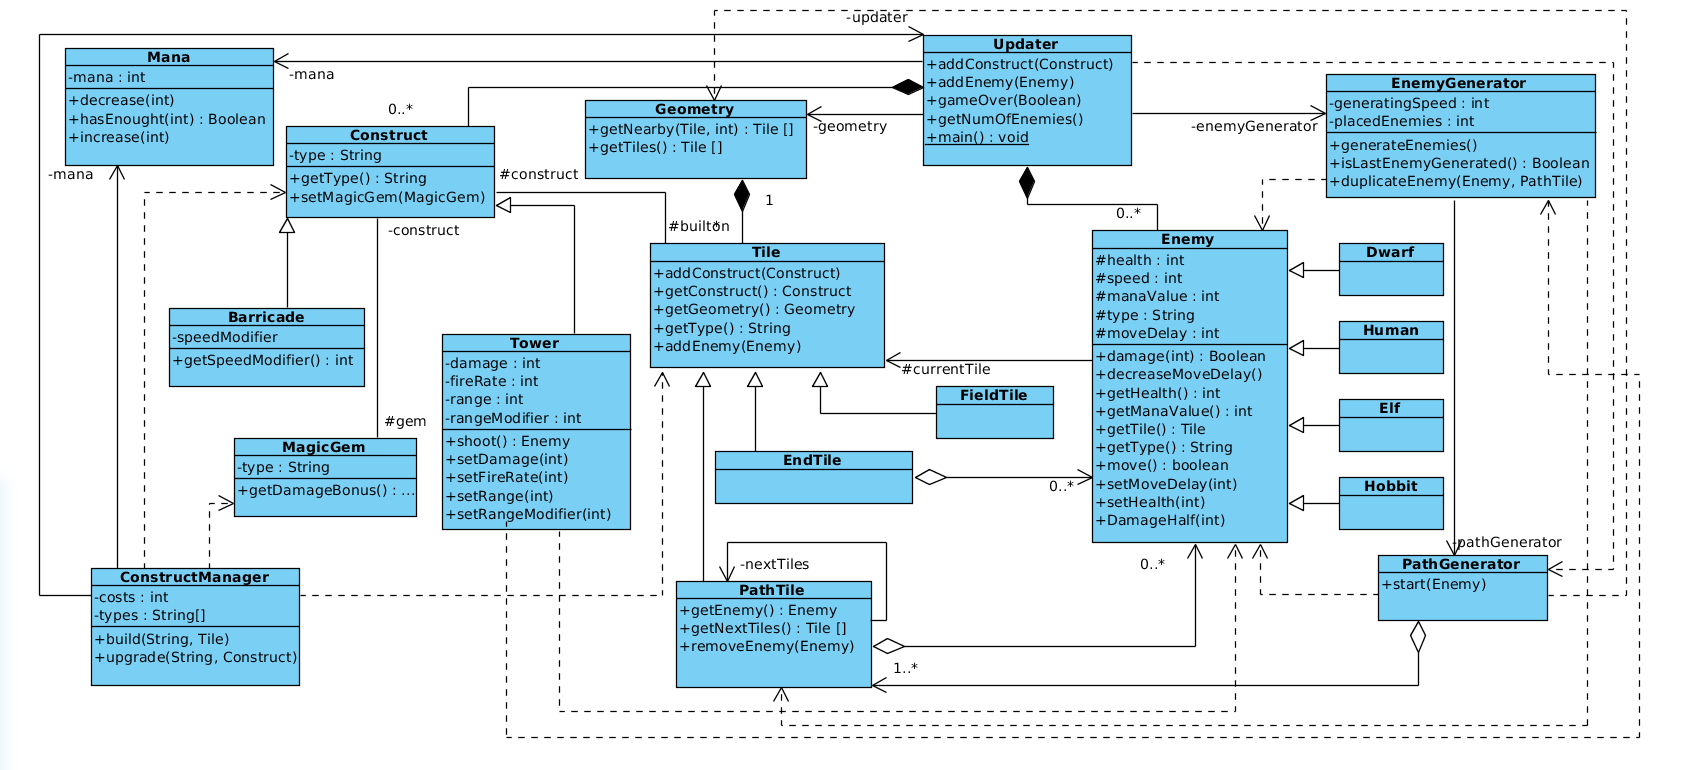 -updater
Mana
-mana : int
+decrease(int)
+hasEnought(int) : Boolean
+increase(int)
-mana
0..*
Updater
+addConstruct(Construct)
+addEnemy(Enemy)
+gameOver(Boolean)
+getNumOfEnemies()
+main() : void
EnemyGenerator
-generatingSpeed : int
-placedEnemies : int
+generateEnemies()
+isLastEnemyGenerated() : Boolean
+duplicateEnemy(Enemy, PathTile)
-enemyGenerator
Geometry
+getNearby(Tile, int) : Tile []
+getTiles() : Tile []
-geometry
1
Construct
-type : String
+getType() : String
+setMagicGem(MagicGem)
#construct
-mana
-construct
#builton
*
0..*
Tile
+addConstruct(Construct)
+getConstruct() : Construct
+getGeometry() : Geometry
+getType() : String
+addEnemy(Enemy)
#currentTile
Enemy
#health : int
#speed : int
#manaValue : int
#type : String
#moveDelay : int
+damage(int) : Boolean
+decreaseMoveDelay()
+getHealth() : int
+getManaValue() : int
+getTile() : Tile
+getType() : String
+move() : boolean
+setMoveDelay(int)
+setHealth(int)
+DamageHalf(int)
Dwarf
Human
Elf
Hobbit
Barricade
-speedModifier
+getSpeedModifier() : int
Tower
-damage : int
-fireRate : int
-range : int
-rangeModifier : int
+shoot() : Enemy
+setDamage(int)
+setFireRate(int)
+setRange(int)
+setRangeModifier(int)
#gem
MagicGem
-type : String
+getDamageBonus() : ...
FieldTile
EndTile
0..*
-pathGenerator
PathGenerator
+start(Enemy)
0..*
-nextTiles
PathTile
+getEnemy() : Enemy
+getNextTiles() : Tile []
+removeEnemy(Enemy)
1..*
ConstructManager
-costs : int
-types : String[]
+build(String, Tile)
+upgrade(String, Construct)